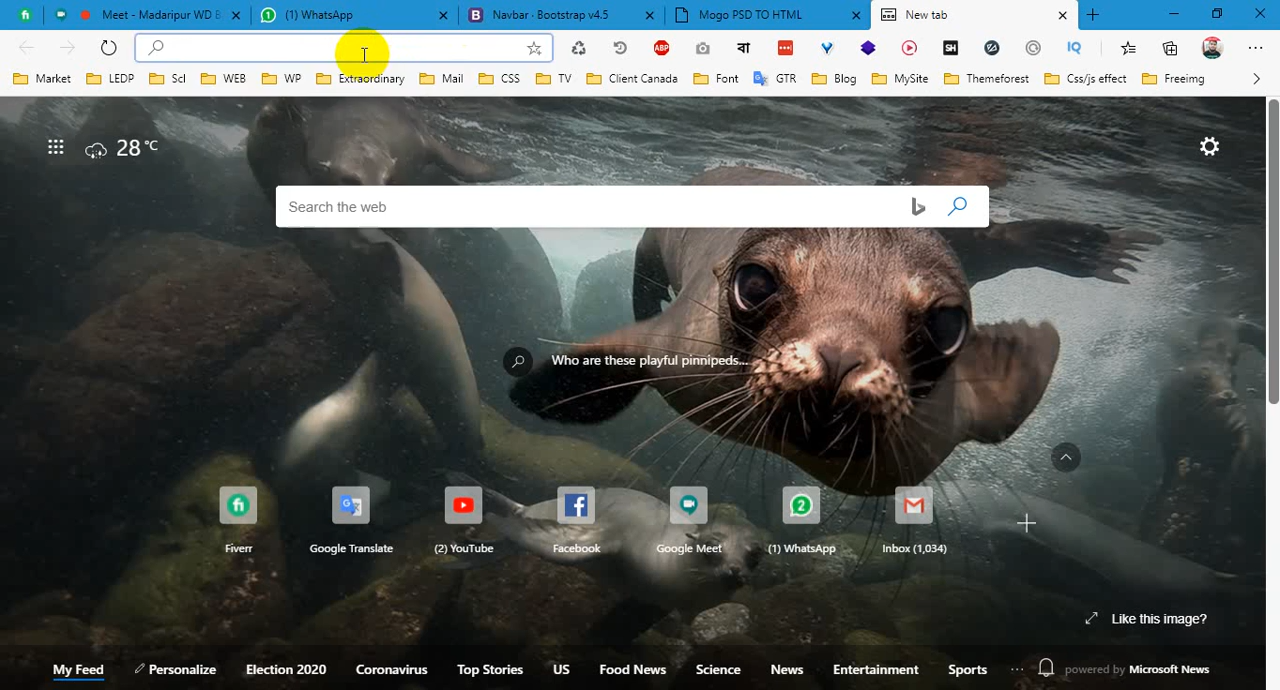 Meet - Madaripur WD B
(1) WhatsApp
Navbar · Bootstrap v4.5
Mogo PSD TO HTML
New tab
ABP
বা
SH
IQ
Market
LEDP
Scl
WEB
WP
Extraordinary
Mail
CSS
TV
Client Canada
Font
GTR
Blog
MySite
Themeforest
Css/js effect
Freeimg
28 °C
Search the web
Who are these playful pinnipeds...
Fiverr
Google Translate
(2) YouTube
Facebook
Google Meet
(1) WhatsApp
Inbox (1,034)
Like this image?
My Feed
Personalize
Election 2020
Coronavirus
Top Stories
US
Food News
Science
News
Entertainment
Sports
powered by Microsoft News